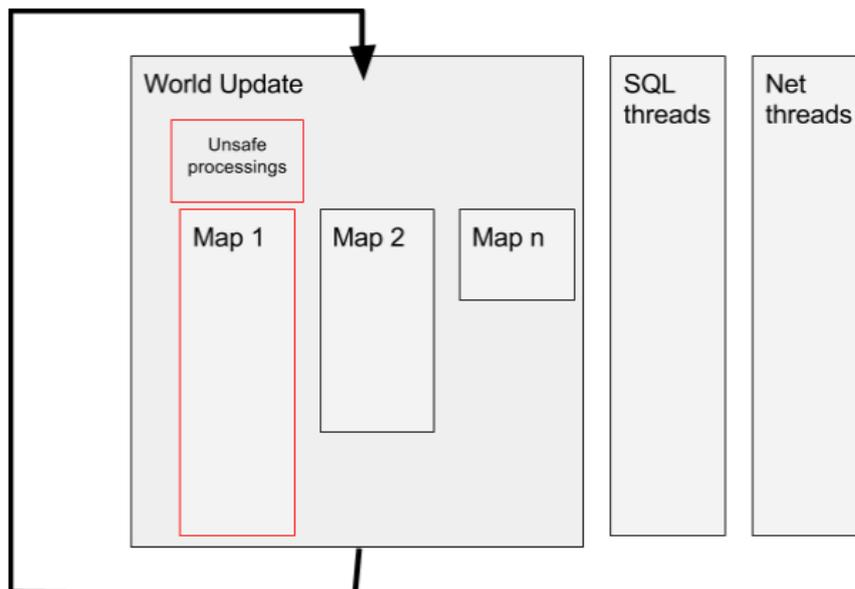 World Update
Unsafe
processings
Map 1
Map 2
Map n
SQL
threads
Net
threads